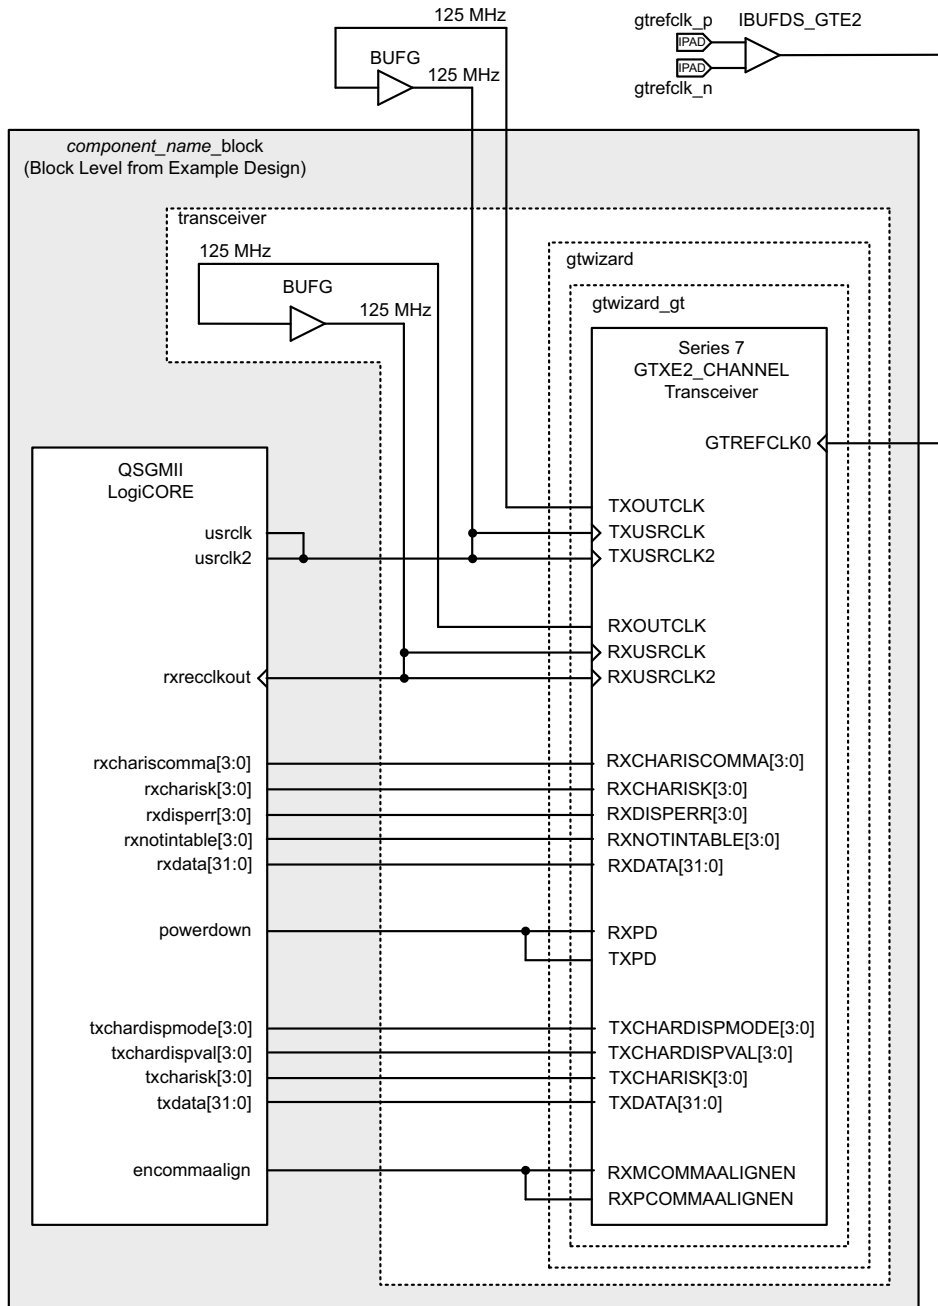 125 MHz
gtrefclk_p
IBUFDS_GTE2
BUFG
125 MHz
IPAD
IPAD
gtrefclk_n
component_name_block
(Block Level from Example Design)
transceiver
125 MHz
gtwizard
BUFG
125 MHz
gtwizard_gt
Series 7
GTXE2_CHANNEL
Transceiver
GTREFCLK0
QSGMII
LogiCORE
TXOUTCLK
usrclk
TXUSRCLK
usrclk2
TXUSRCLK2
RXOUTCLK
RXUSRCLK
rxrecclkout
RXUSRCLK2
rxchariscomma[3:0]
RXCHARISCOMMA[3:0]
rxcharisk[3:0]
RXCHARISK[3:0]
rxdisperr[3:0]
RXDISPERR[3:0]
rxnotintable[3:0]
RXNOTINTABLE[3:0]
rxdata[31:0]
RXDATA[31:0]
powerdown
RXPD
TXPD
txchardispmode[3:0]
TXCHARDISPMODE[3:0]
txchardispval[3:0]
TXCHARDISPVAL[3:0]
txcharisk[3:0]
TXCHARISK[3:0]
txdata[31:0]
TXDATA[31:0]
encommaalign
RXMCOMMAALIGNEN
RXPCOMMAALIGNEN